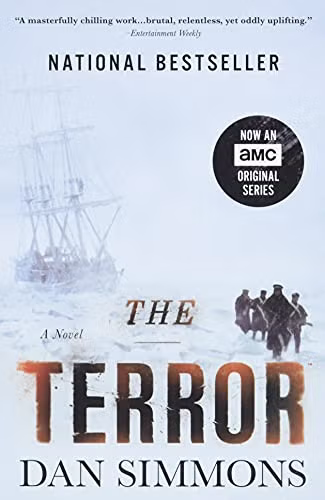 "A masterfully chilling work...brutal, relentless, yet oddly uplifting."
–Entertainment Weekly
NATIONAL BESTSELLER
NOW AN
amc
ORIGINAL
SERIES
THE
A Novel
TERROR
DAN SIMMONS